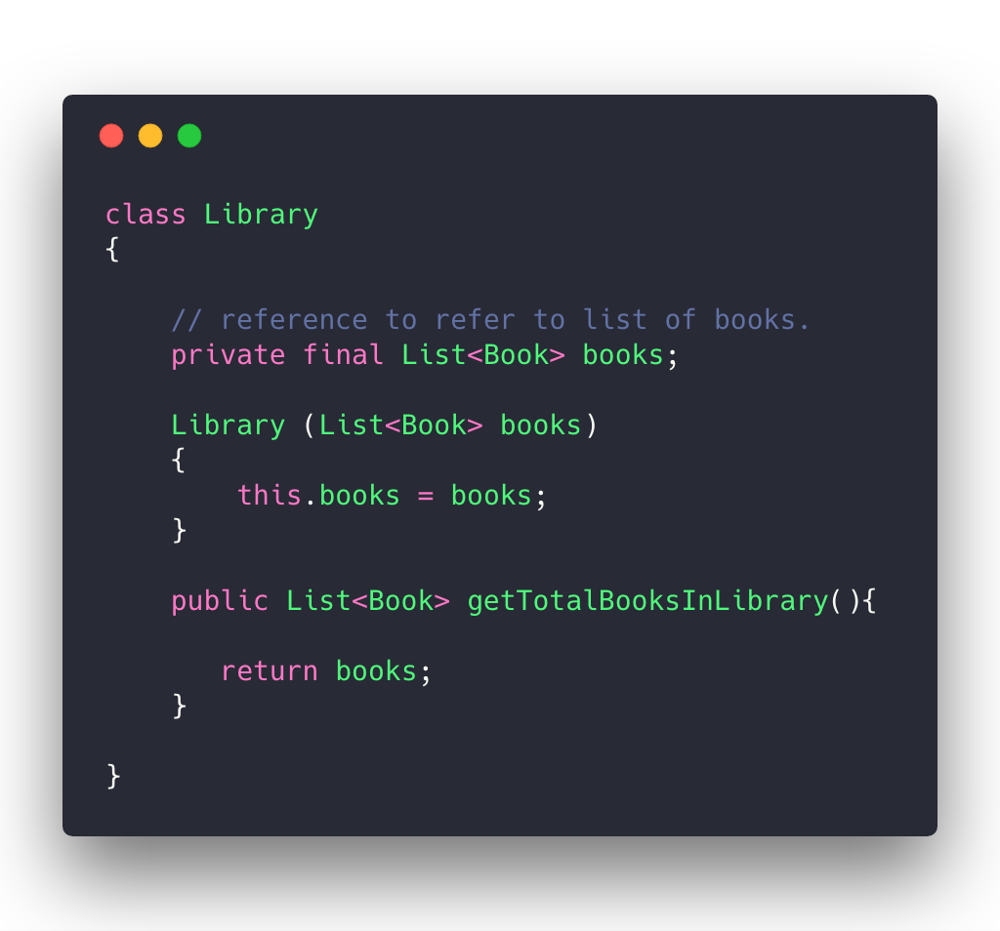 class Library
{
// reference to refer to list of books.
private final List<Book> books;
Library (List<Book> books)
{
this.books = books;
}
public List<Book> getTotalBooksInLibrary(){
return books;
}
}